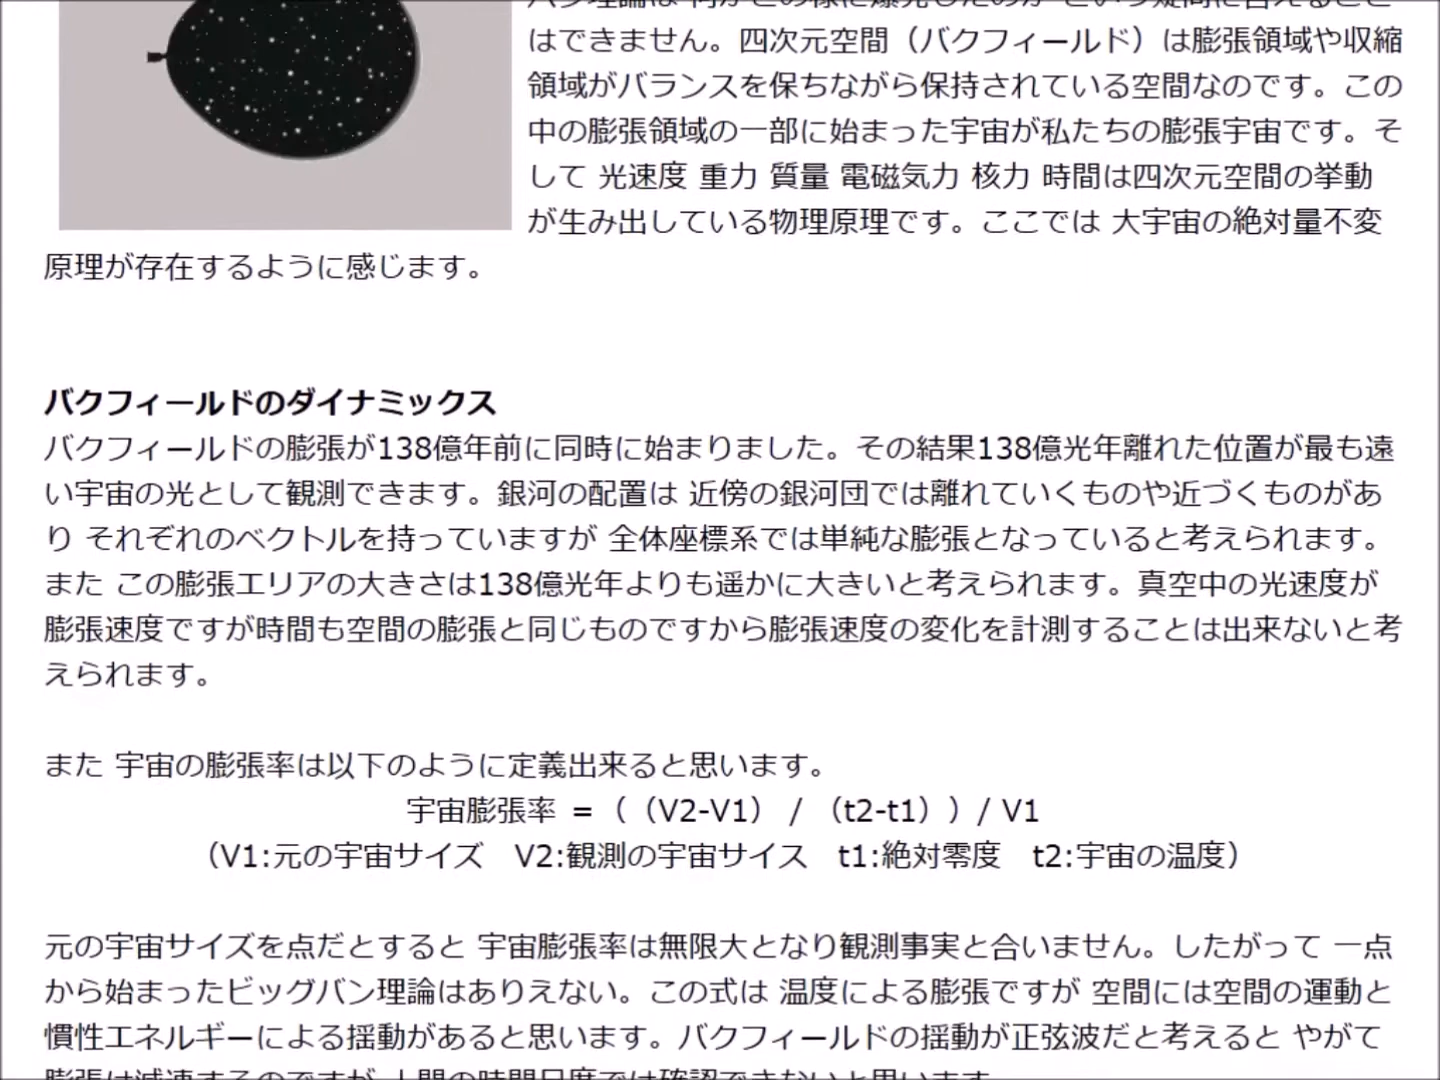 はできません。四次元空間（バクフィールド）は膨張領域や収縮
領域がバランスを保ちながら保持されている空間なのです。この
中の膨張領域の一部に始まった宇宙が私たちの膨張宇宙です。そ
して 光速度 重力 質量 電磁気力 核力 時間は四次元空間の挙動
が生み出している物理原理です。ここでは 大宇宙の絶対量不変
原理が存在するように感じます。
バクフィールドのダイナミックス
バクフィールドの膨張が138億年前に同時に始まりました。その結果138億光年離れた位置が最も遠
い宇宙の光として観測できます。銀河の配置は 近傍の銀河団では離れていくものや近づくものがあ
り それぞれのベクトルを持っていますが 全体座標系では単純な膨張となっていると考えられます。
また この膨張エリアの大きさは138億光年よりも遥かに大きいと考えられます。真空中の光速度が
膨張速度ですが時間も空間の膨張と同じものですから膨張速度の変化を計測することは出来ないと考
えられます。
また 宇宙の膨張率は以下のように定義出来ると思います。
宇宙膨張率 =（（V2-V1） / （t2-t1））/ V1
（V1:元の宇宙サイズ　V2:観測の宇宙サイス　t1:絶対零度　t2:宇宙の温度）
元の宇宙サイズを点だとすると 宇宙膨張率は無限大となり観測事実と合いません。したがって 一点
から始まったビッグバン理論はありえない。この式は 温度による膨張ですが 空間には空間の運動と
慣性エネルギーによる揺動があると思います。バクフィールドの揺動が正弦波だと考えると やがて